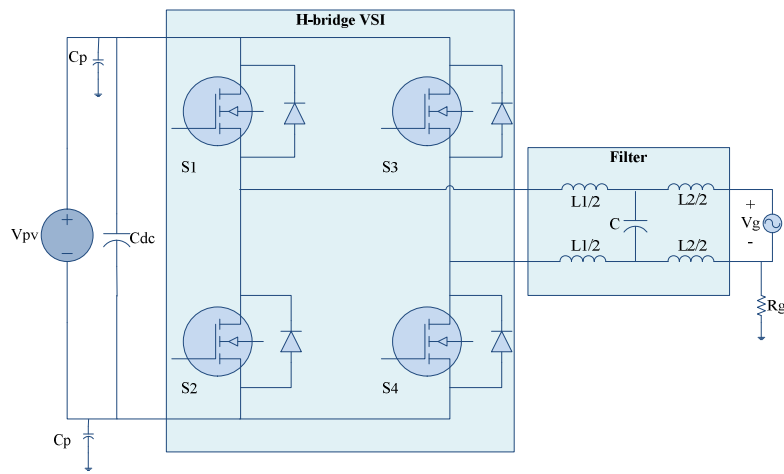 H-bridge VSI
Cp
S1
S3
Filter
L1/2
L2/2
+
Vg
-
C
L1/2
L2/2
+
Vpv
−
Cdc
Rg
S2
S4
Cp